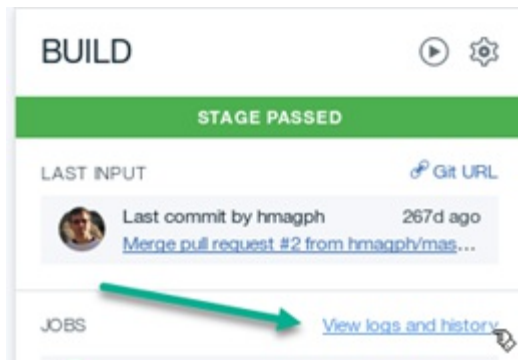 BUILD
STAGE PASSED
LAST INPUT Git URL
Last commit by hmagph 267d ago
Merge pull request #2 from hmagph/mas...
JOBS View logs and history